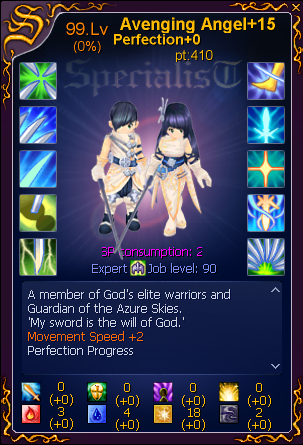 S
99.Lv Avenging Angel+15
(0%) Perfection+0
pt:410
SpecialisT
SP consumption: 2
Expert Job level: 90
A member of God's elite warriors and
Guardian of the Azure Skies.
'My sword is the will of God.'
Movement Speed +2
Perfection Progress
0 0 0 0
(+0) (+0) (+0) (+0)
3 4 18 2
(+0) (+0) (+0) (+0)